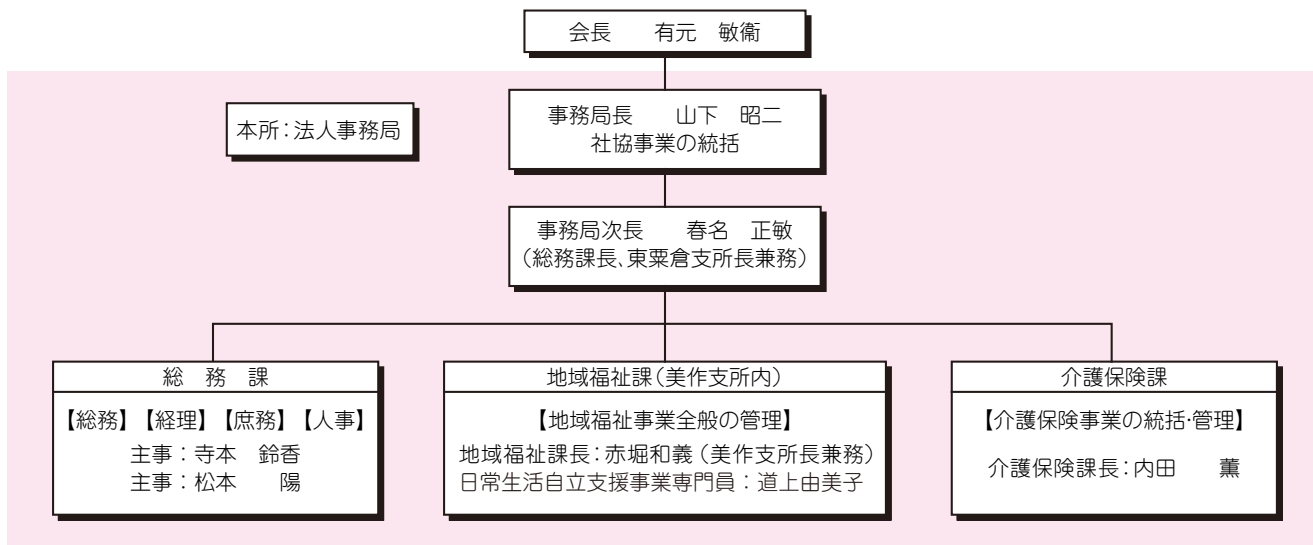 会長　　有元　敏衞
本所：法人事務局
事務局長　　山下　昭二
社協事業の統括
事務局次長　　春名　正敏
（総務課長、東粟倉支所長兼務）
総　務　課
【総務】【経理】【庶務】【人事】
主事：寺本　鈴香
主事：松本　　陽
地域福祉課（美作支所内）
【地域福祉事業全般の管理】
地域福祉課長：赤堀和義（美作支所長兼務）
日常生活自立支援事業専門員：道上由美子
介護保険課
【介護保険事業の統括・管理】
介護保険課長：内田　　薫